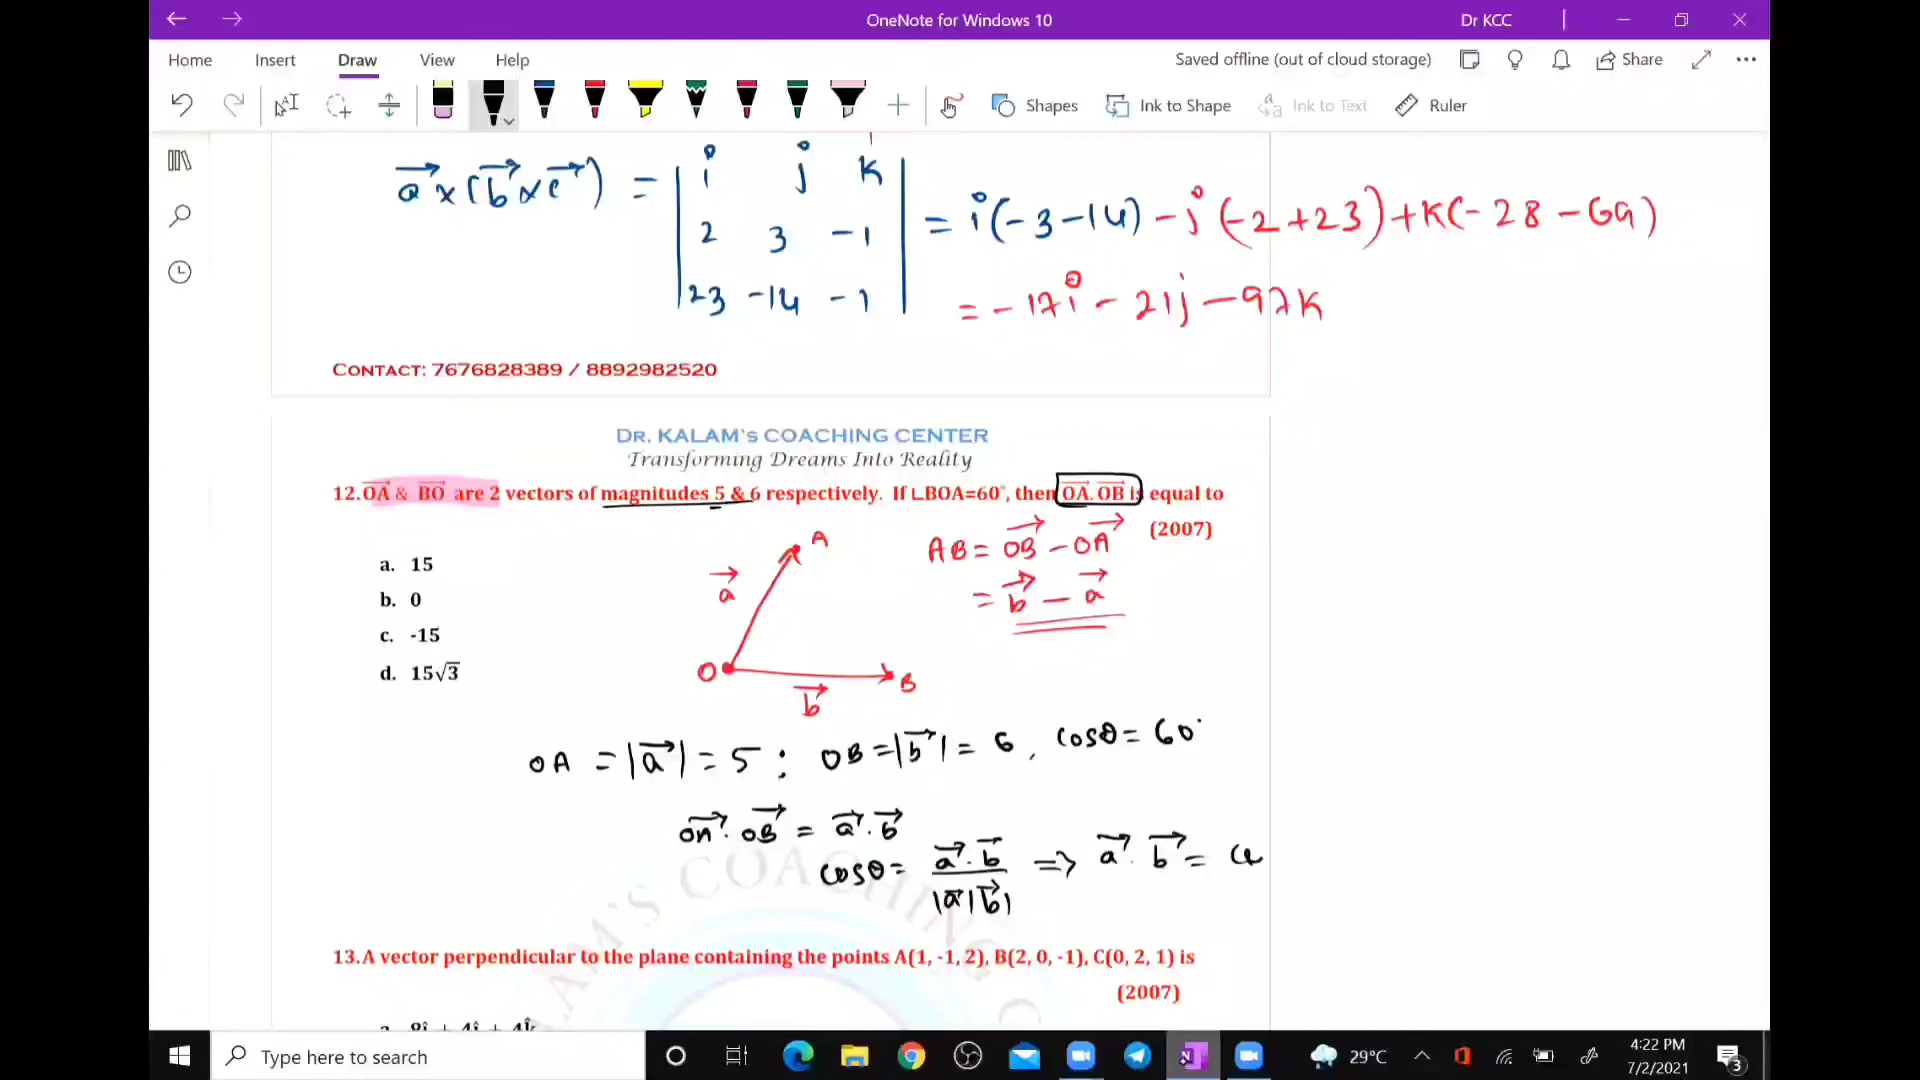 OneNote for Windows 10
Dr KCC
Home Insert Draw View Help
Saved offline (out of cloud storage)
Share
Shapes
Ink to Shape
Ink to Text
Ruler
a⃗ × (b⃗ × c⃗) = | i j k |
| 2 3 -1 |
| 23 -14 -1 |
= i(-3-14) - j(-2+23) + k(-28-69)
= -17i - 21j - 97k
CONTACT: 7676828389 / 8892982520
DR. KALAM'S COACHING CENTER
Transforming Dreams Into Reality
12. O͞A & B͞O are 2 vectors of magnitudes 5 & 6 respectively. If ∟BOA=60°, then O͞A. O͞B is equal to
(2007)
a. 15
b. 0
c. -15
d. 15√3
A
a⃗
O
B
b⃗
AB = OB⃗ - OA⃗
= b⃗ - a⃗
OA = |a⃗| = 5 ; OB = |b⃗| = 6, cosθ = 60°
OA⃗ . OB⃗ = a⃗ . b⃗
cosθ = a⃗ . b⃗ / |a⃗||b⃗| => a⃗ . b⃗ =
KALAM'S COACHING C
13. A vector perpendicular to the plane containing the points A(1, -1, 2), B(2, 0, -1), C(0, 2, 1) is
(2007)
Type here to search
29°C
4:22 PM
7/2/2021
3